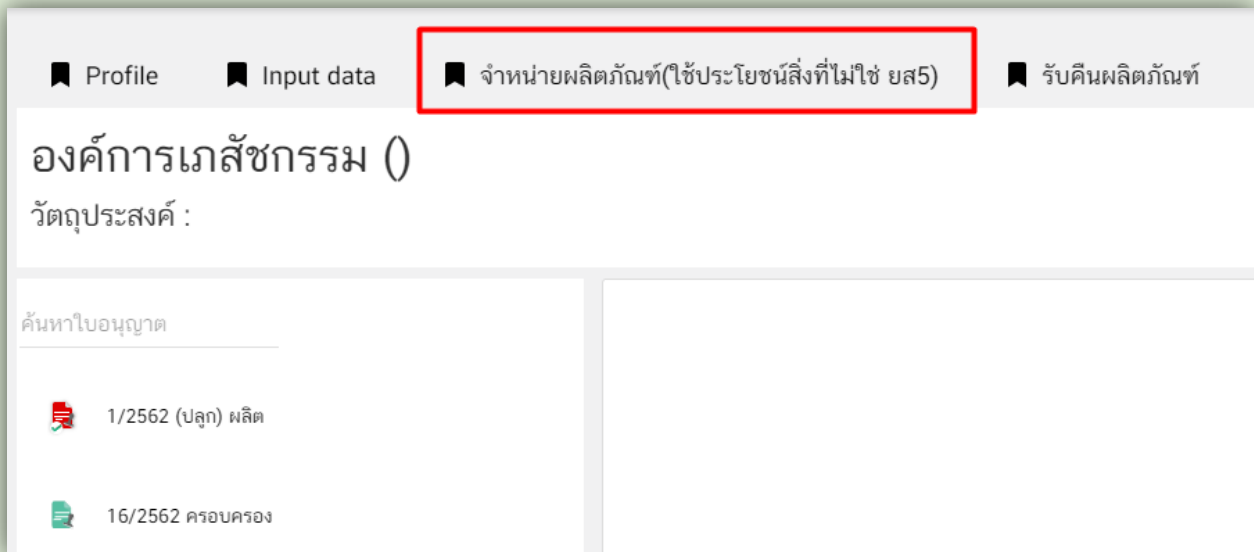 Profile Input data จำหน่ายผลิตภัณฑ์(ใช้ประโยชน์สิ่งที่ไม่ใช่ ยส5) รับคืนผลิตภัณฑ์
องค์การเภสัชกรรม ()
วัตถุประสงค์ :
ค้นหาใบอนุญาต
1/2562 (ปลูก) ผลิต
16/2562 ครอบครอง